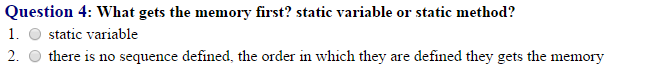 Question 4: What gets the memory first? static variable or static method?
1. static variable
2. there is no sequence defined, the order in which they are defined they gets the memory